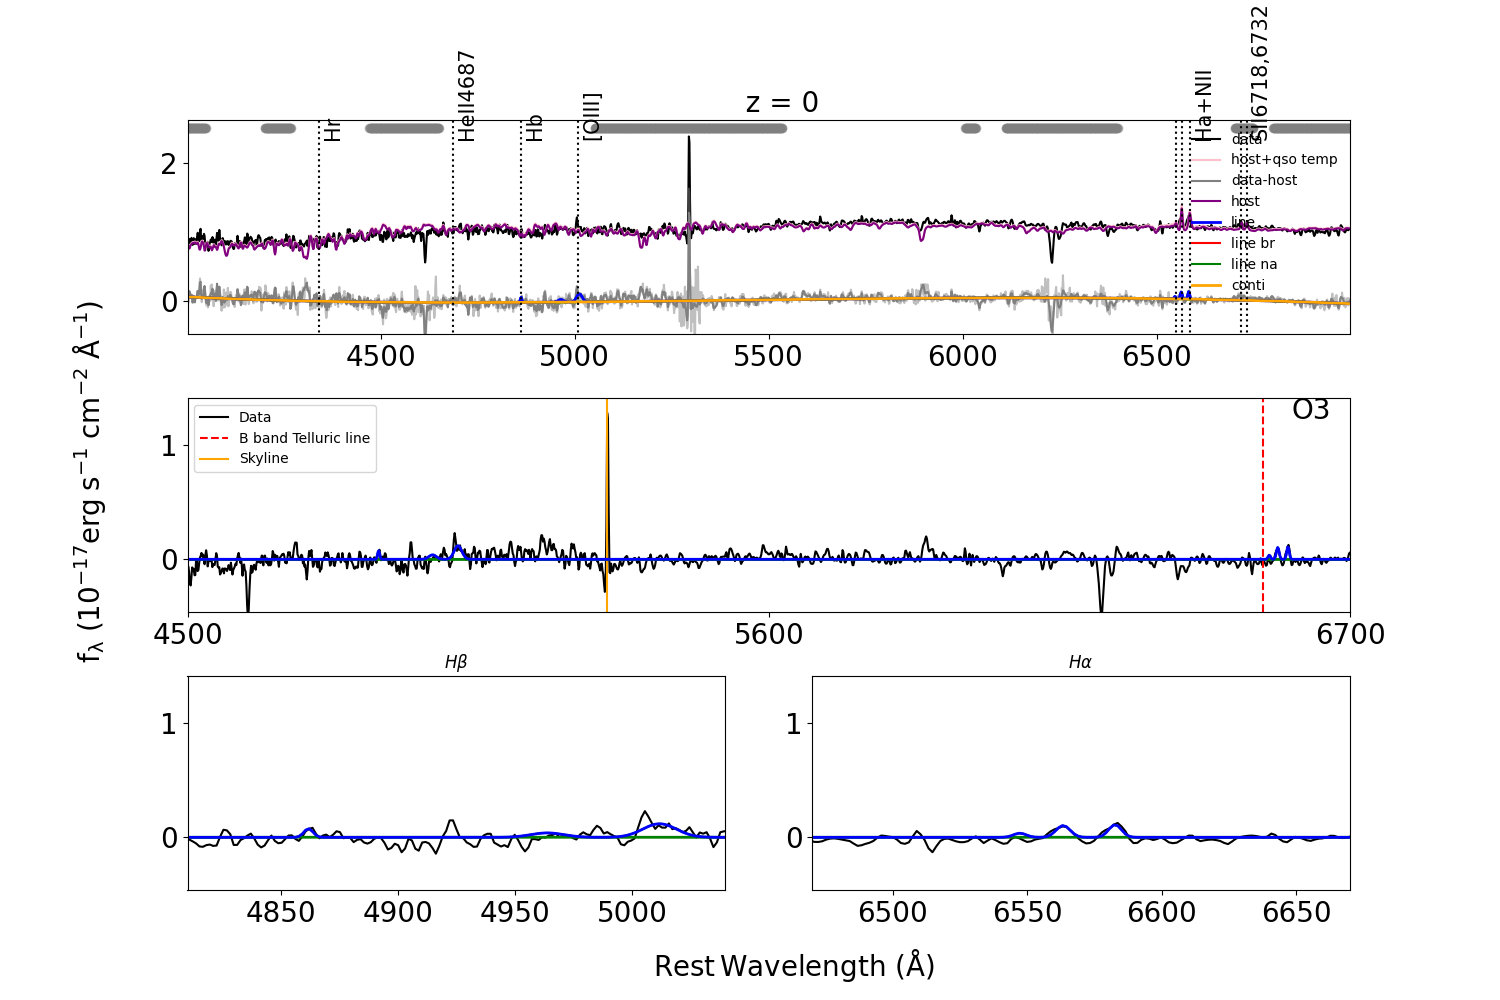 z = 0
Hr
HeII4687
Hb
[OIII]
Ha+NII
SII6718,6732
data
host+qso temp
data-host
host
line
line br
line na
conti
2
0
4500 5000 5500 6000 6500
Data
B band Telluric line
Skyline
O3
1
0
4500 5600 6700
fλ (10⁻¹⁷erg s⁻¹ cm⁻² Å⁻¹)
Hβ
1
0
4850 4900 4950 5000
Hα
1
0
6500 6550 6600 6650
Rest Wavelength (Å)